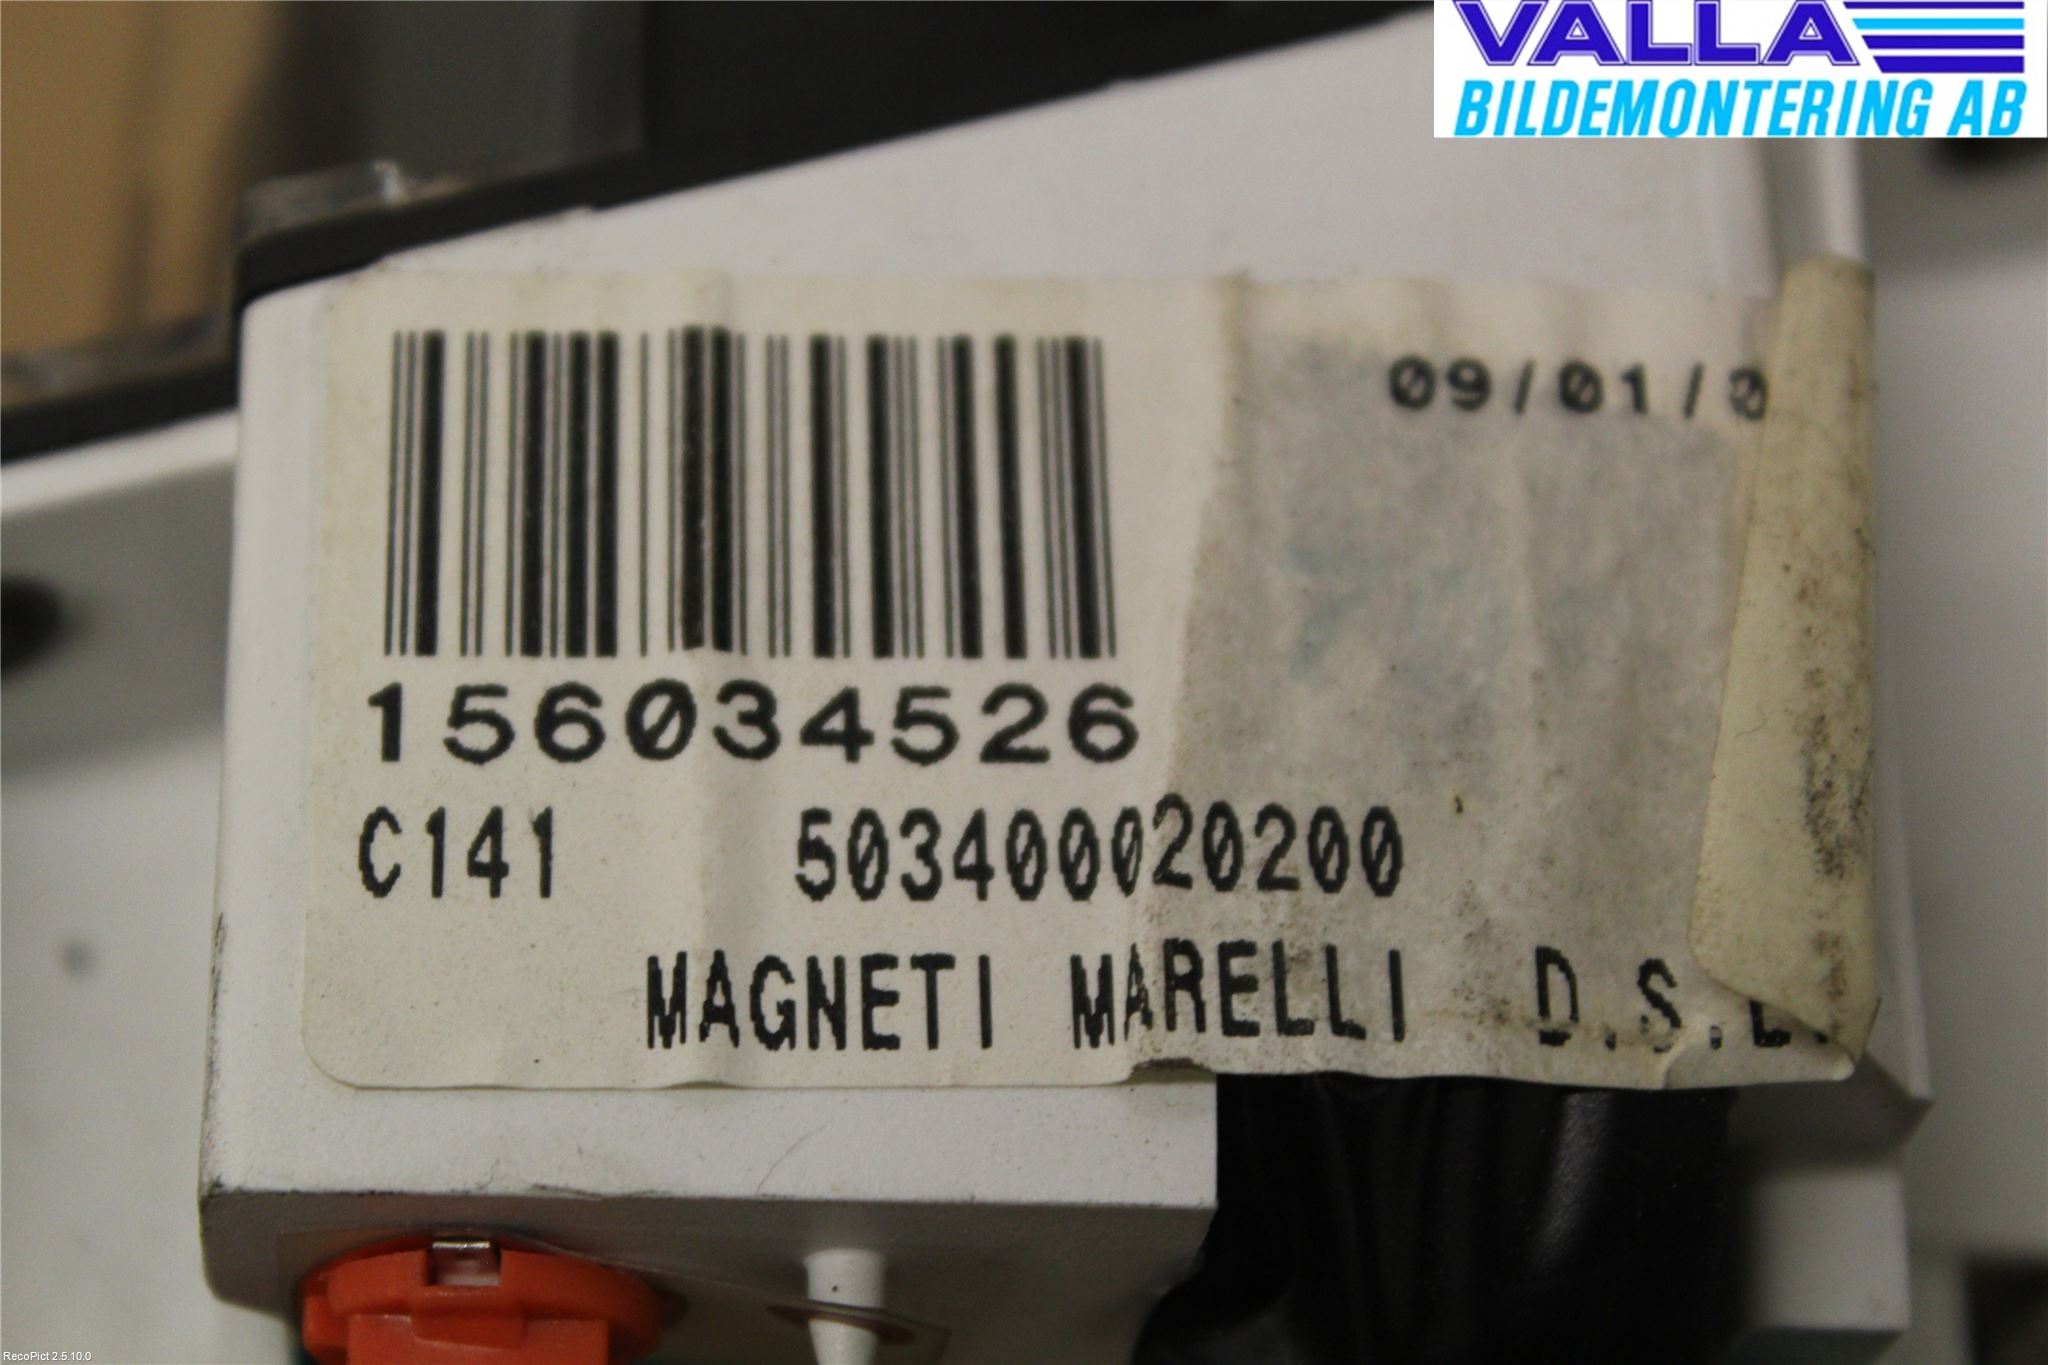 VALLA
BILDEMONTERING AB
09/01/0
156034526
C141 503400020200
MAGNETI MARELLI D.S.E.
RecoPict 2.5.10.0